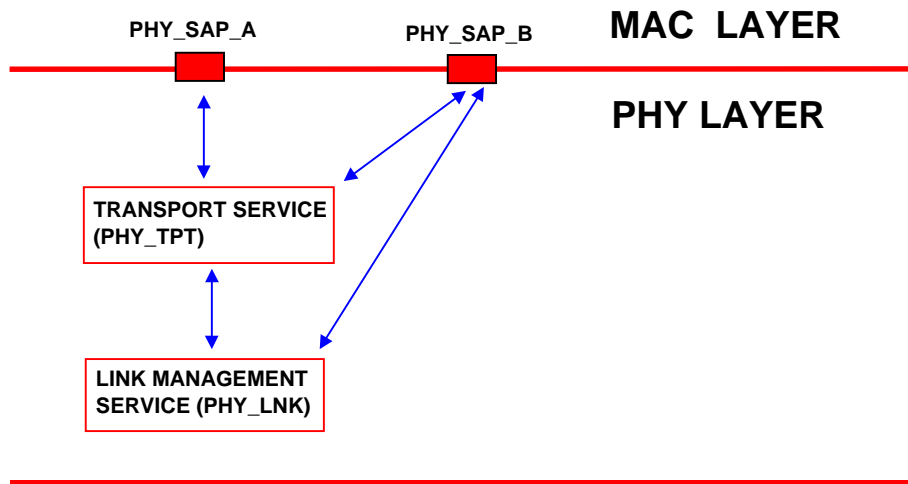 PHY_SAP_A
PHY_SAP_B
MAC LAYER
PHY LAYER
TRANSPORT SERVICE
(PHY_TPT)
LINK MANAGEMENT
SERVICE (PHY_LNK)